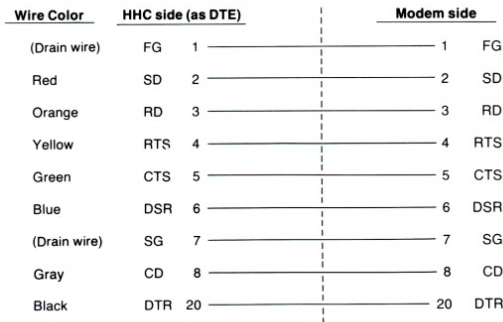 Wire Color HHC side (as DTE) Modem side
(Drain wire) FG 1 1 FG
Red SD 2 2 SD
Orange RD 3 3 RD
Yellow RTS 4 4 RTS
Green CTS 5 5 CTS
Blue DSR 6 6 DSR
(Drain wire) SG 7 7 SG
Gray CD 8 8 CD
Black DTR 20 20 DTR